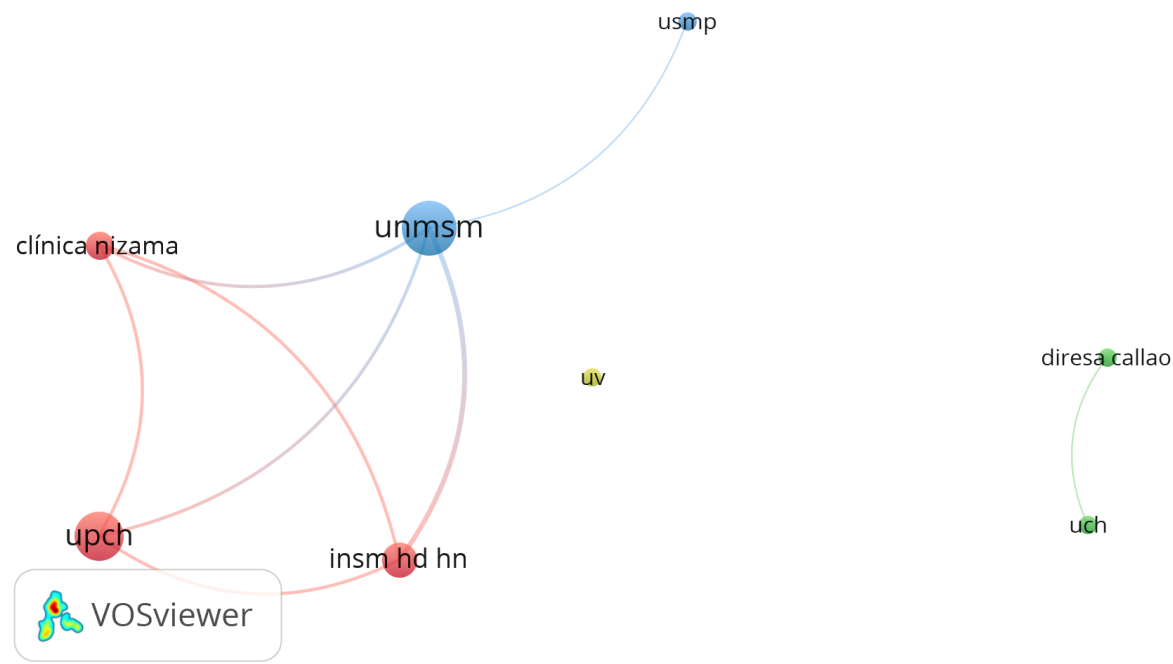 usmp
unmsm
clínica nizama
diresa callao
uv
uch
upch
insm hd hn
VOSviewer